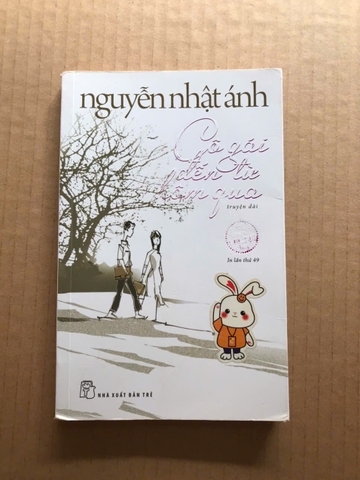 nguyễn nhật ánh
Cô gái
đến từ
hôm qua
truyện dài
In lần thứ 49
NHÀ XUẤT BẢN TRẺ